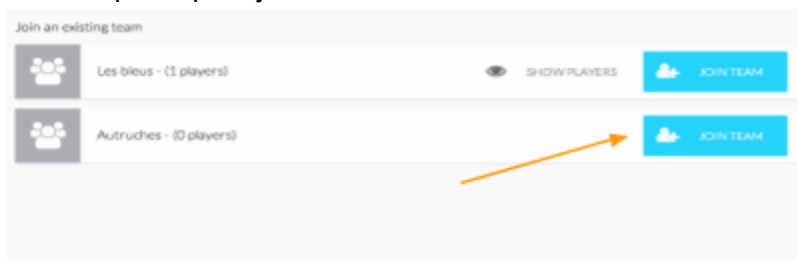 Join an existing team
Les bleus - (1 players) SHOW PLAYERS JOIN TEAM
Autruches - (0 players) JOIN TEAM